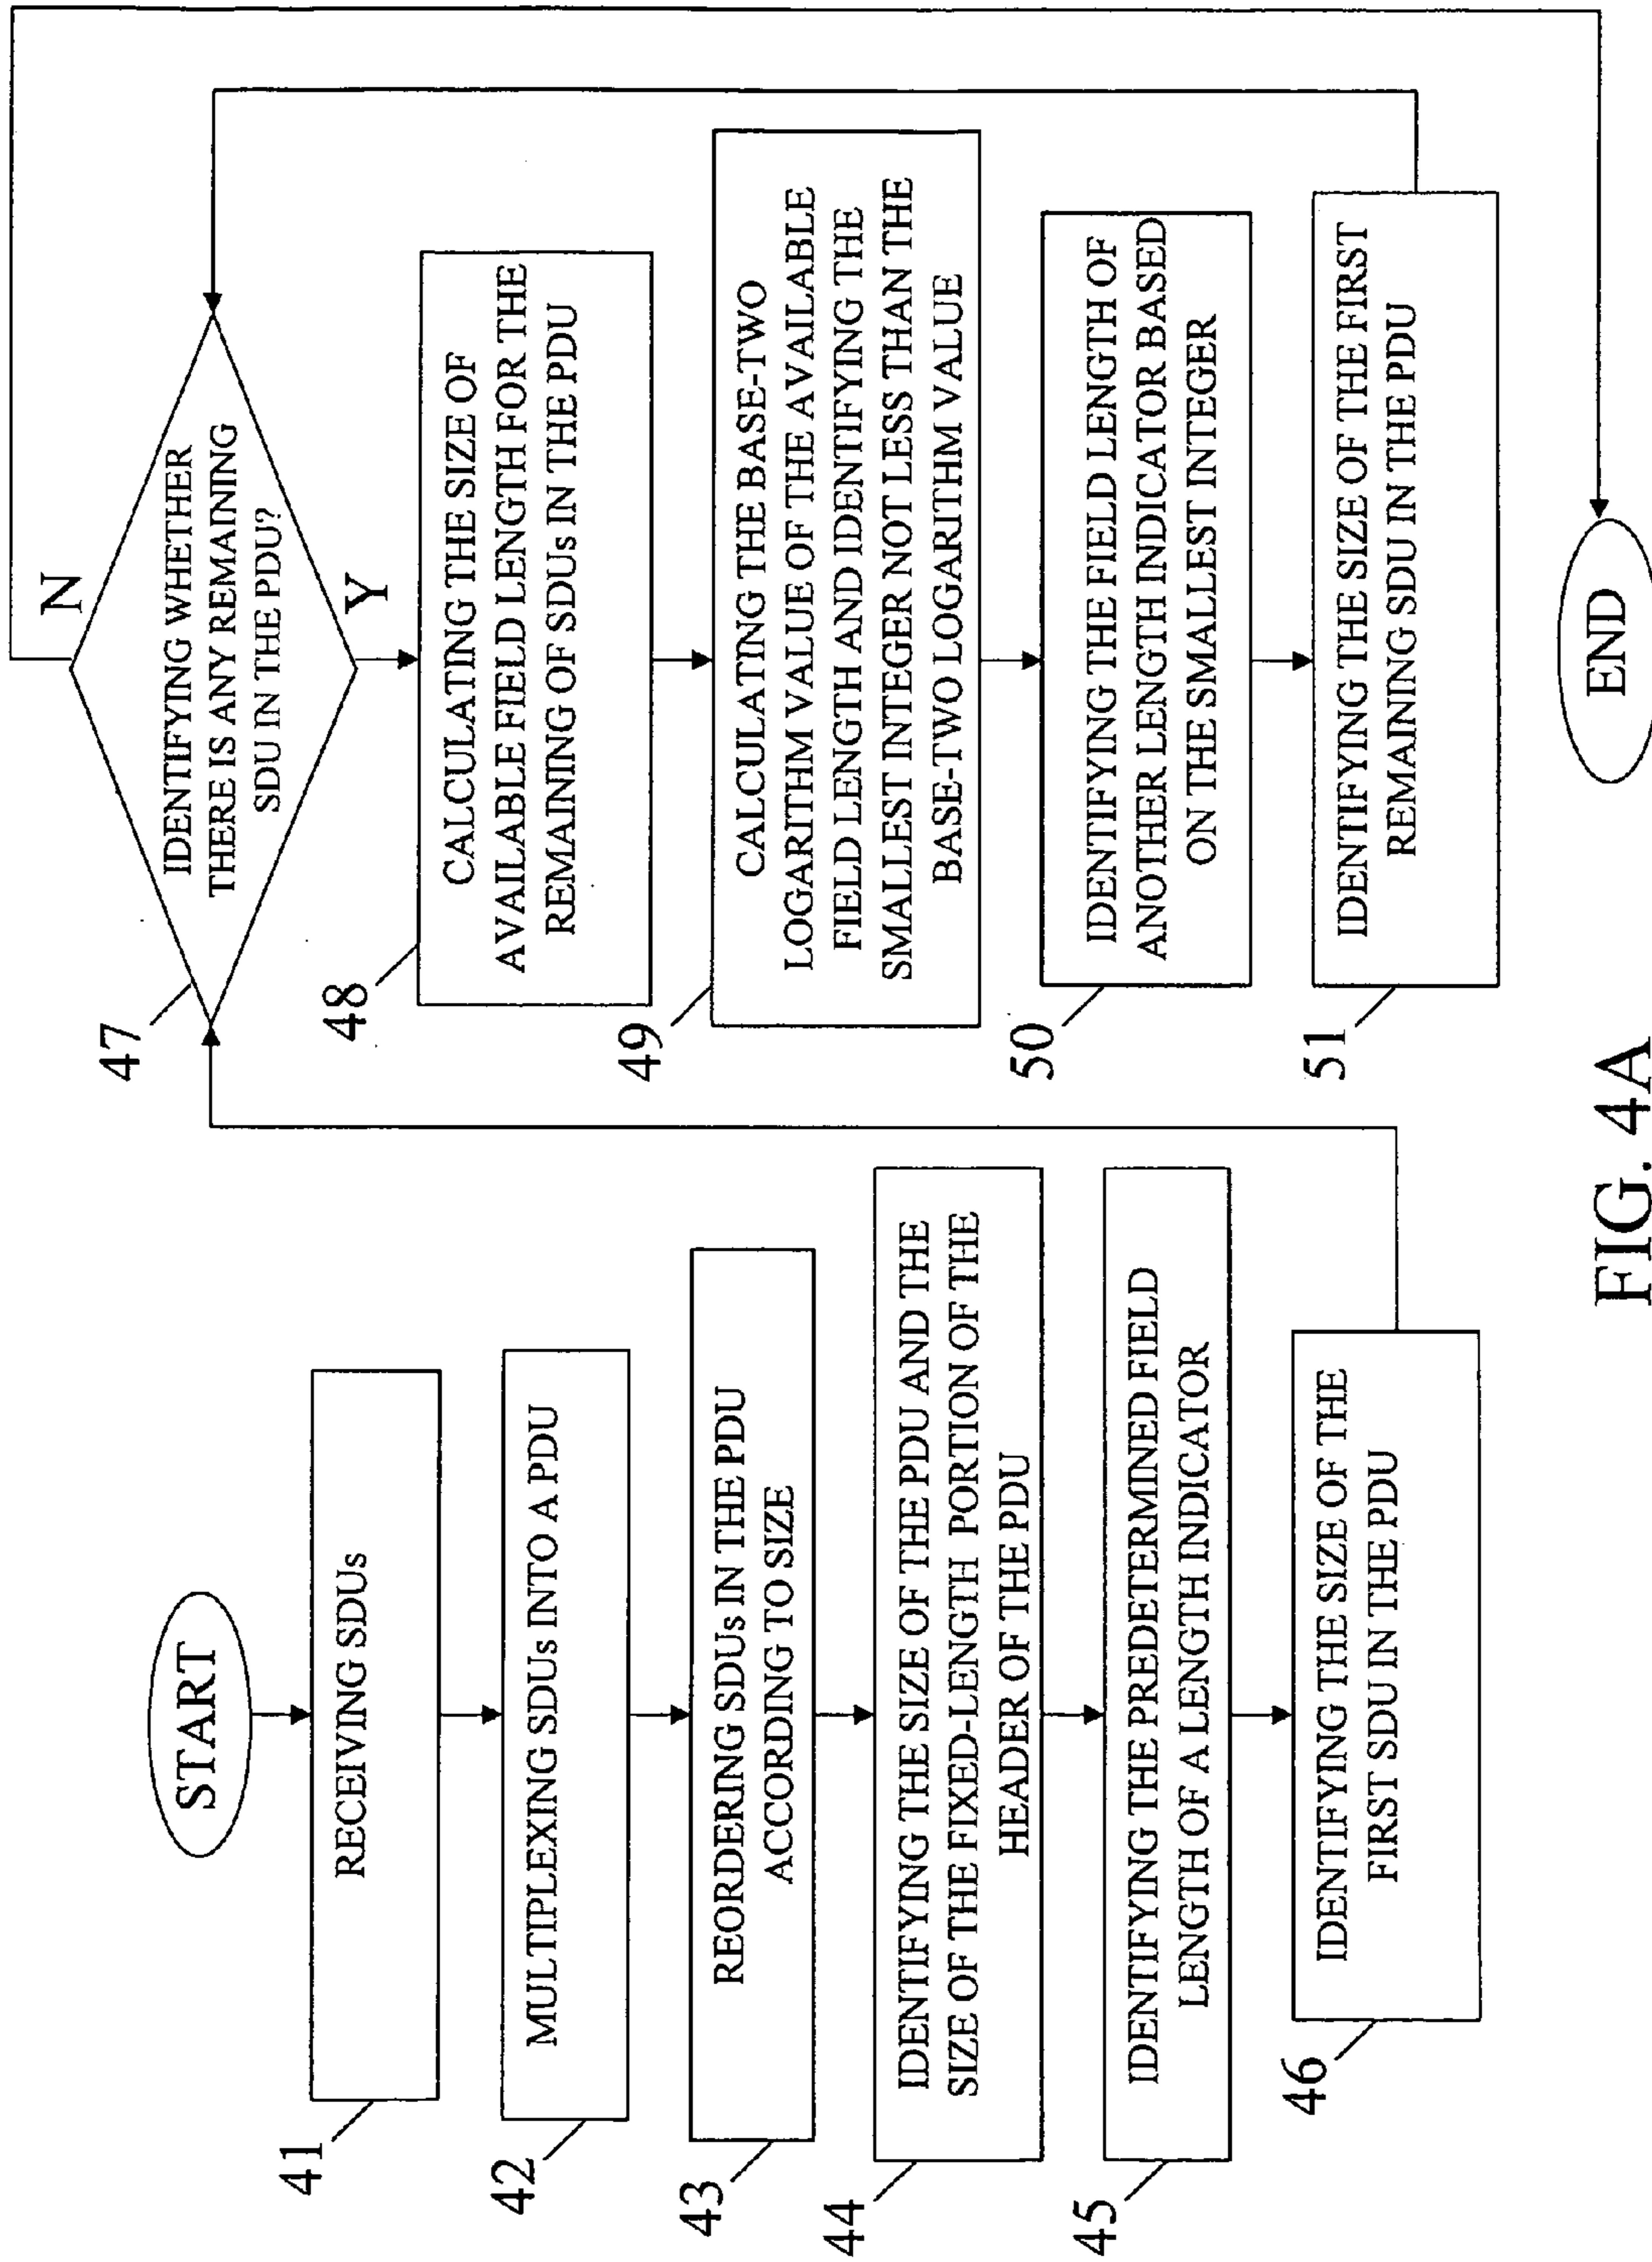 START
41
RECEIVING SDUs
42
MULTIPLEXING SDUs INTO A PDU
43
REORDERING SDUs IN THE PDU
ACCORDING TO SIZE
44
IDENTIFYING THE SIZE OF THE PDU AND THE
SIZE OF THE FIXED-LENGTH PORTION OF THE
HEADER OF THE PDU
45
IDENTIFYING THE PREDETERMINED FIELD
LENGTH OF A LENGTH INDICATOR
46
IDENTIFYING THE SIZE OF THE
FIRST SDU IN THE PDU
47
IDENTIFYING WHETHER
THERE IS ANY REMAINING
SDU IN THE PDU?
N
Y
48
CALCULATING THE SIZE OF
AVAILABLE FIELD LENGTH FOR THE
REMAINING OF SDUs IN THE PDU
49
CALCULATING THE BASE-TWO
LOGARITHM VALUE OF THE AVAILABLE
FIELD LENGTH AND IDENTIFYING THE
SMALLEST INTEGER NOT LESS THAN THE
BASE-TWO LOGARITHM VALUE
50
IDENTIFYING THE FIELD LENGTH OF
ANOTHER LENGTH INDICATOR BASED
ON THE SMALLEST INTEGER
51
IDENTIFYING THE SIZE OF THE FIRST
REMAINING SDU IN THE PDU
END
FIG. 4A